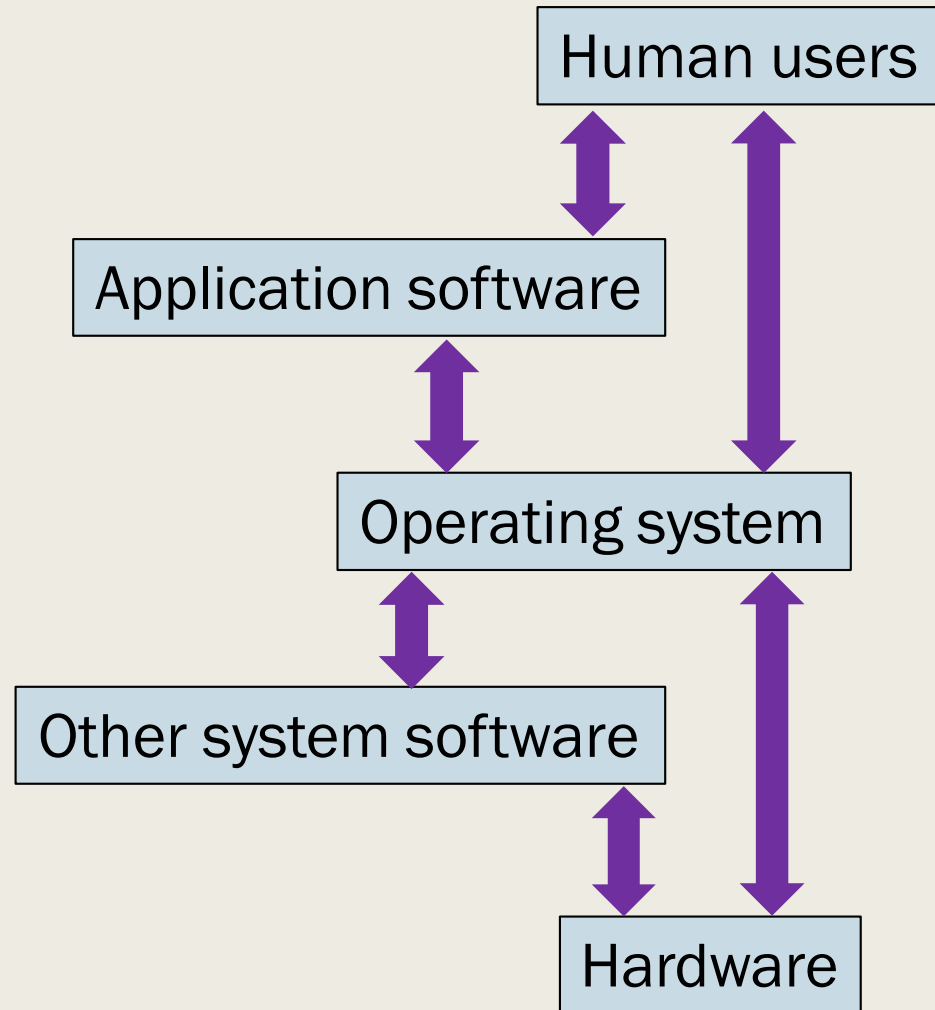 Human users
Application software
Operating system
Other system software
Hardware